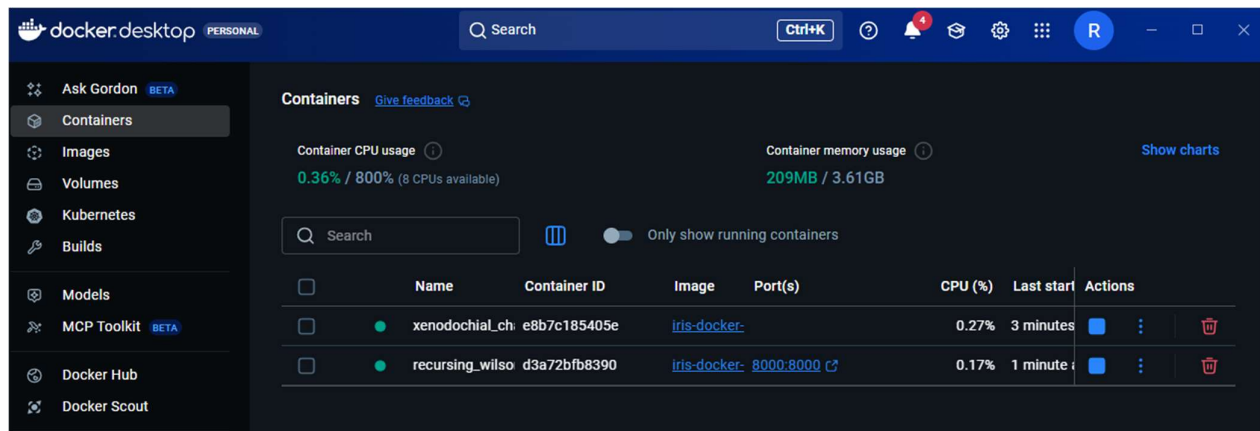 docker.desktop PERSONAL Search Ctrl+K 4 R
Ask Gordon BETA
Containers
Images
Volumes
Kubernetes
Builds
Models
MCP Toolkit BETA
Docker Hub
Docker Scout
Containers Give feedback
Container CPU usage Container memory usage Show charts
0.36% / 800% (8 CPUs available) 209MB / 3.61GB
Search Only show running containers
Name Container ID Image Port(s) CPU (%) Last start Actions
xenodochial_ch e8b7c185405e iris-docker- 0.27% 3 minutes
recursing_wilso d3a72bfb8390 iris-docker- 8000:8000 0.17% 1 minute